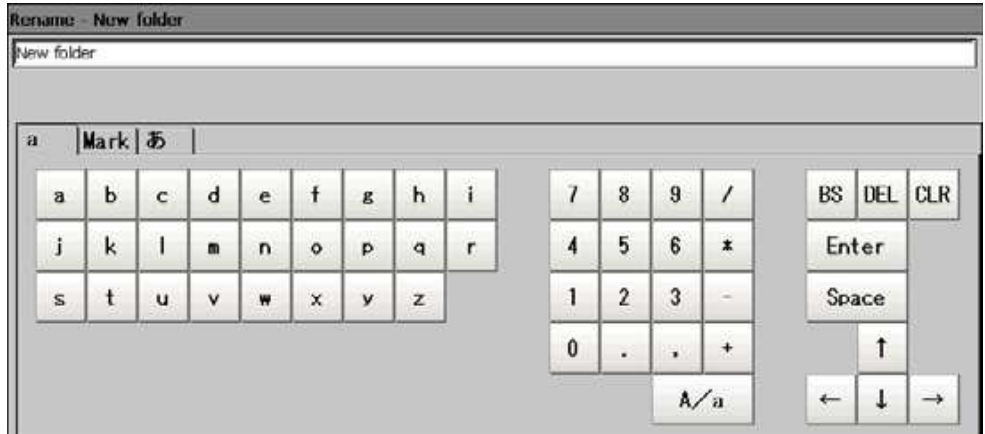 Rename - New folder
New folder
a Mark あ
a b c d e f g h i 7 8 9 / BS DEL CLR
j k l m n o p q r 4 5 6 * Enter
s t u v w x y z 1 2 3 - Space
0 . , + ↑
A/a ← ↓ →